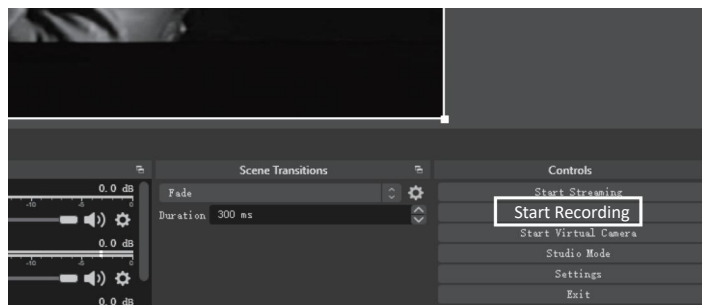 Scene Transitions
Controls
0.0 dB
-10 -5 0
Fade
Duration 300 ms
0.0 dB
-10 -5 0
0.0 dB
Start Streaming
Start Recording
Start Virtual Camera
Studio Mode
Settings
Exit